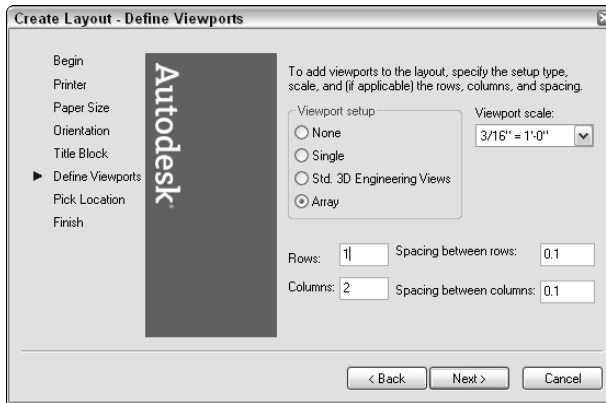 Create Layout - Define Viewports
Begin
Printer
Paper Size
Orientation
Title Block
Define Viewports
Pick Location
Finish
Autodesk
To add viewports to the layout, specify the setup type,
scale, and (if applicable) the rows, columns, and spacing.
Viewport setup
None
Single
Std. 3D Engineering Views
Array
Viewport scale:
3/16" = 1'-0"
Rows: 1 Spacing between rows: 0.1
Columns: 2 Spacing between columns: 0.1
< Back Next > Cancel